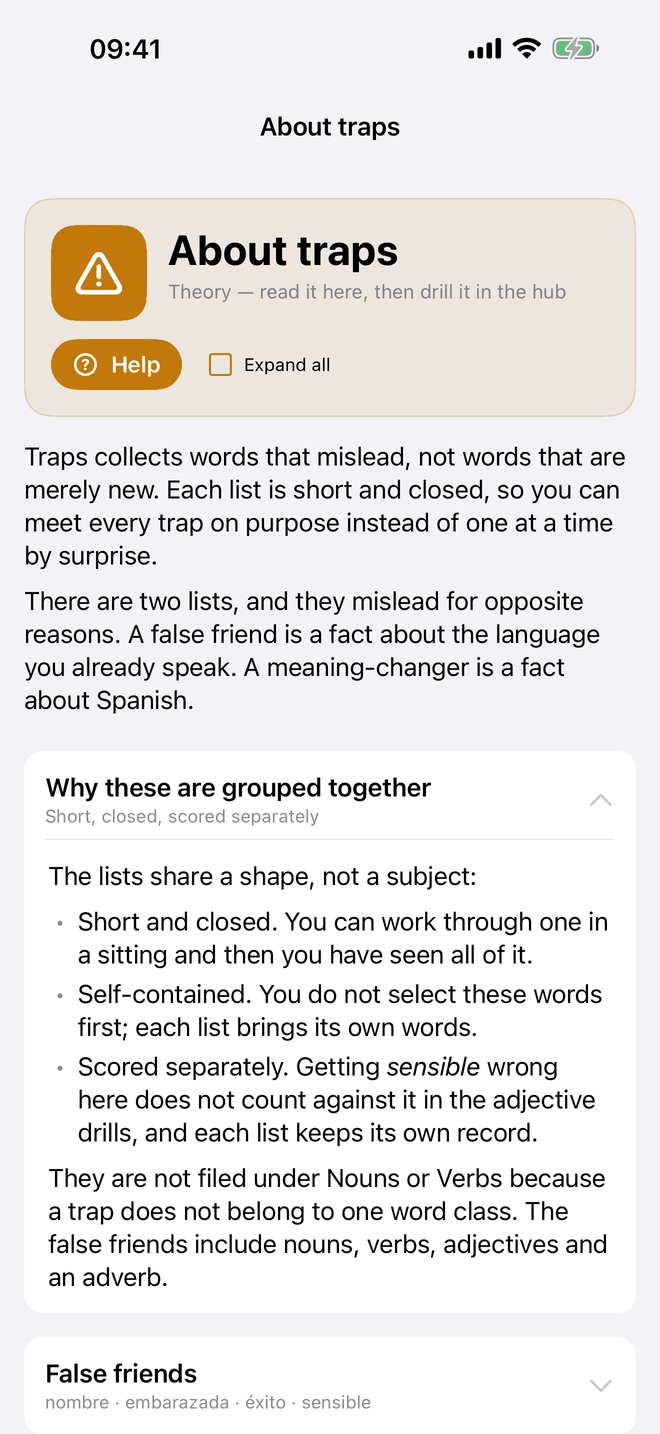 09:41
About traps
About traps
Theory — read it here, then drill it in the hub
Help
Expand all
Traps collects words that mislead, not words that are
merely new. Each list is short and closed, so you can
meet every trap on purpose instead of one at a time
by surprise.
There are two lists, and they mislead for opposite
reasons. A false friend is a fact about the language
you already speak. A meaning-changer is a fact
about Spanish.
Why these are grouped together
Short, closed, scored separately
The lists share a shape, not a subject:
• Short and closed. You can work through one in
a sitting and then you have seen all of it.
• Self-contained. You do not select these words
first; each list brings its own words.
• Scored separately. Getting sensible wrong
here does not count against it in the adjective
drills, and each list keeps its own record.
They are not filed under Nouns or Verbs because
a trap does not belong to one word class. The
false friends include nouns, verbs, adjectives and
an adverb.
False friends
nombre · embarazada · éxito · sensible